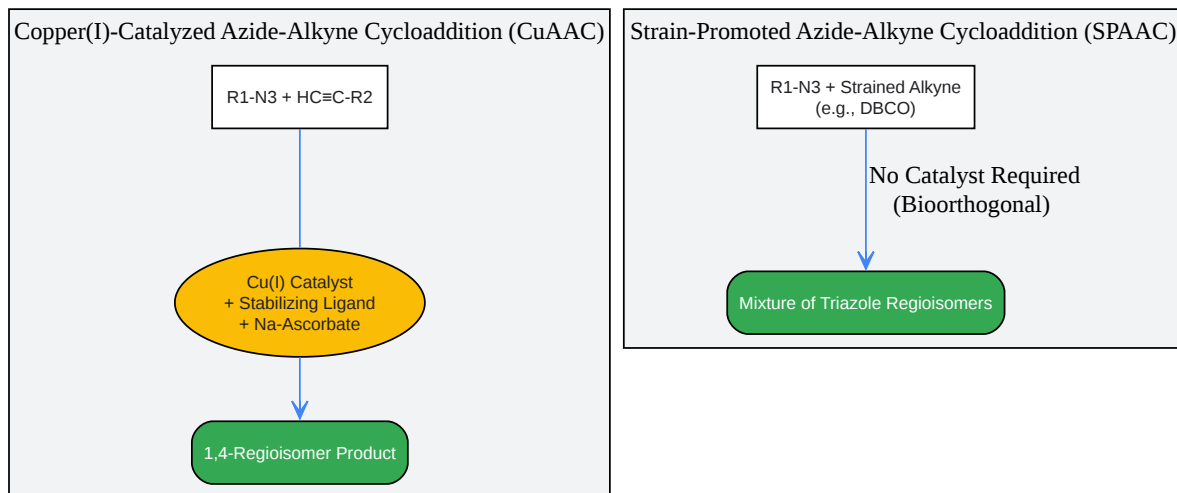 Copper(I)-Catalyzed Azide-Alkyne Cycloaddition (CuAAC)
R1-N3 + HC≡C-R2
Cu(I) Catalyst
+ Stabilizing Ligand
+ Na-Ascorbate
1,4-Regioisomer Product
Strain-Promoted Azide-Alkyne Cycloaddition (SPAAC)
R1-N3 + Strained Alkyne
(e.g., DBCO)
No Catalyst Required
(Bioorthogonal)
Mixture of Triazole Regioisomers